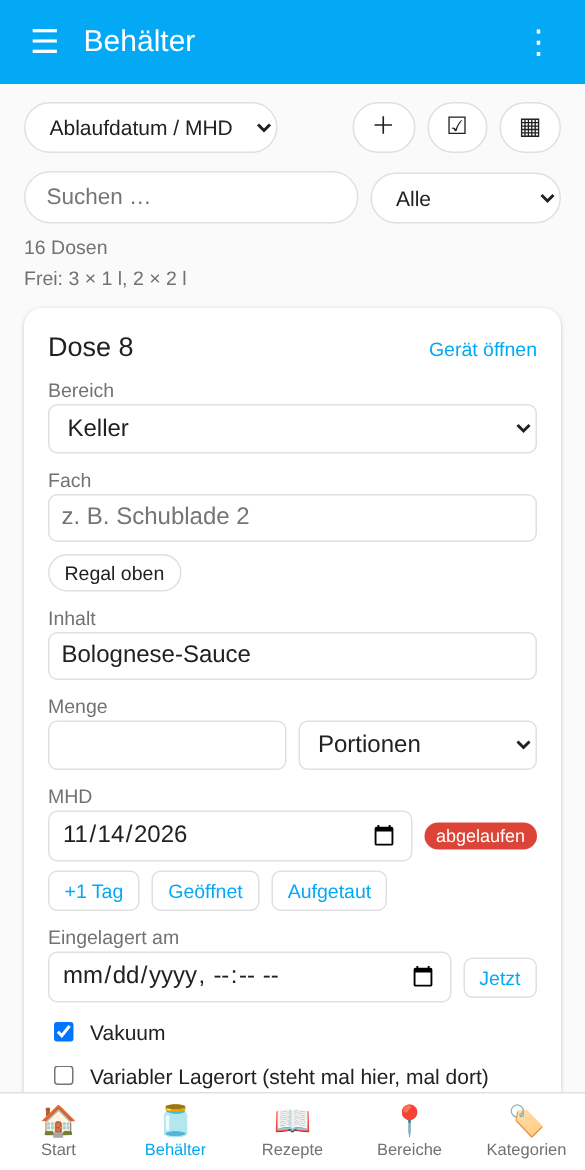 ☰ Behälter ⋮
Ablaufdatum / MHD + ☑ ▦
Suchen … Alle
16 Dosen
Frei: 3 × 1 l, 2 × 2 l
Dose 8 Gerät öffnen
Bereich
Keller
Fach
z. B. Schublade 2
Regal oben
Inhalt
Bolognese-Sauce
Menge
Portionen
MHD
11/14/2026 abgelaufen
+1 Tag Geöffnet Aufgetaut
Eingelagert am
mm/dd/yyyy, --:-- -- Jetzt
Vakuum
Variabler Lagerort (steht mal hier, mal dort)
Start Behälter Rezepte Bereiche Kategorien